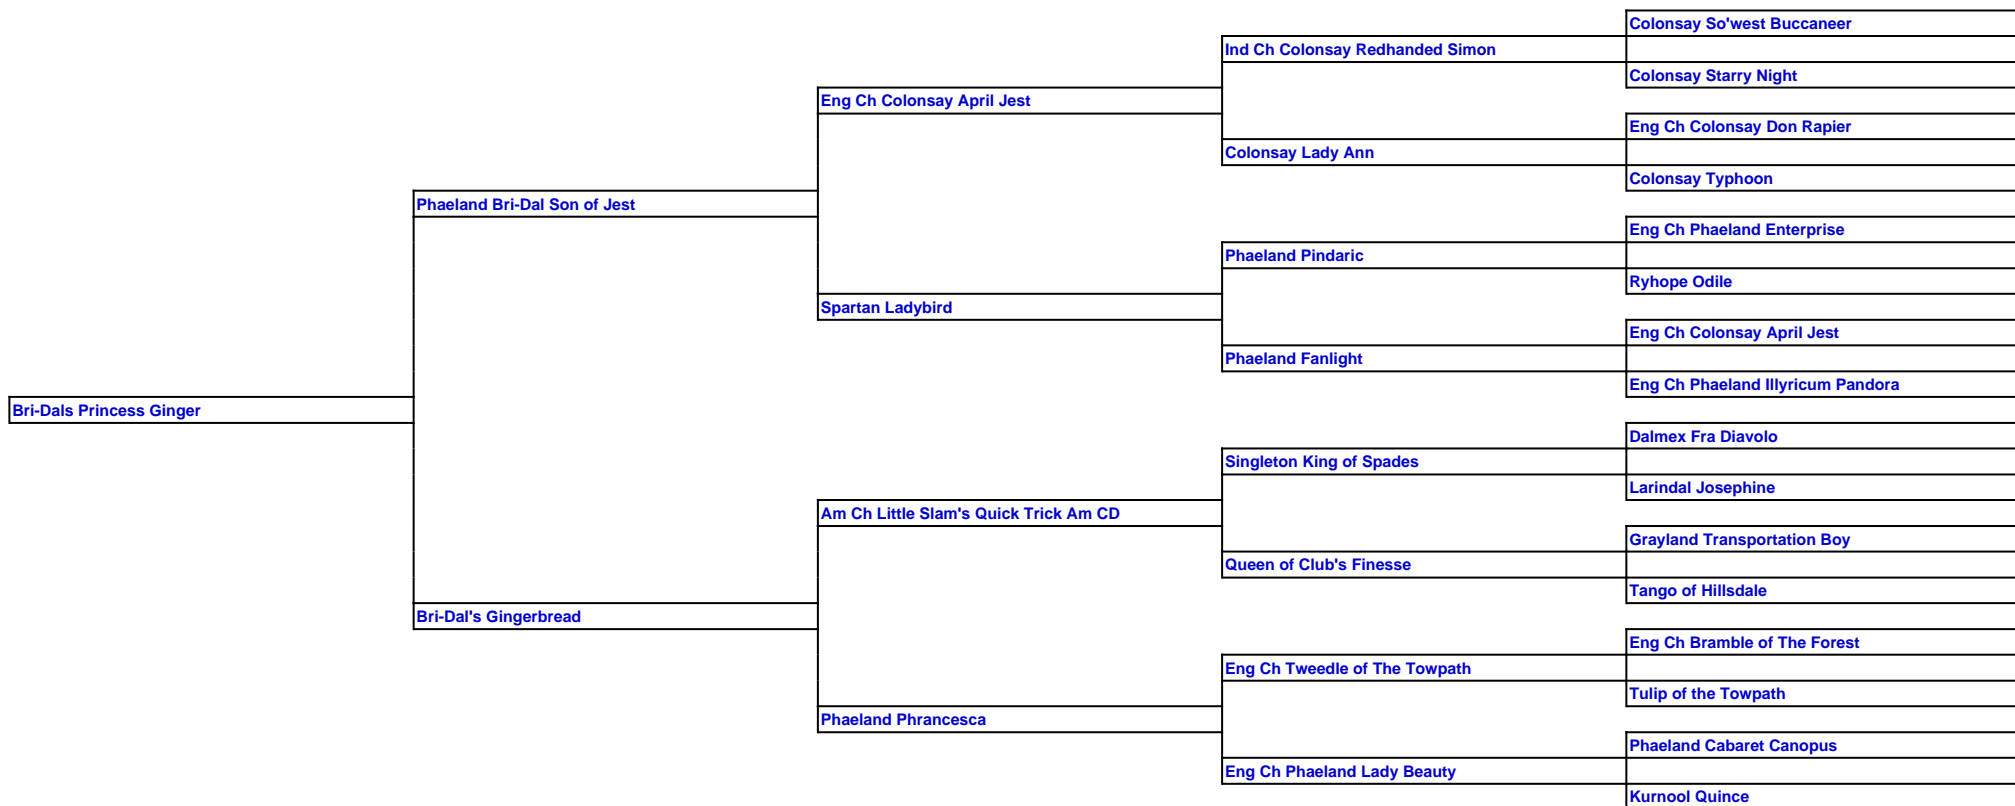 Colonsay So'west Buccaneer
Ind Ch Colonsay Redhanded Simon
Colonsay Starry Night
Eng Ch Colonsay April Jest
Eng Ch Colonsay Don Rapier
Colonsay Lady Ann
Colonsay Typhoon
Phaeland Bri-Dal Son of Jest
Eng Ch Phaeland Enterprise
Phaeland Pindaric
Ryhope Odile
Spartan Ladybird
Eng Ch Colonsay April Jest
Phaeland Fanlight
Eng Ch Phaeland Illyricum Pandora
Bri-Dals Princess Ginger
Dalmex Fra Diavolo
Singleton King of Spades
Larindal Josephine
Am Ch Little Slam's Quick Trick Am CD
Grayland Transportation Boy
Queen of Club's Finesse
Tango of Hillsdale
Bri-Dal's Gingerbread
Eng Ch Bramble of The Forest
Eng Ch Tweedle of The Towpath
Tulip of the Towpath
Phaeland Phrancesca
Phaeland Cabaret Canopus
Eng Ch Phaeland Lady Beauty
Kurnool Quince